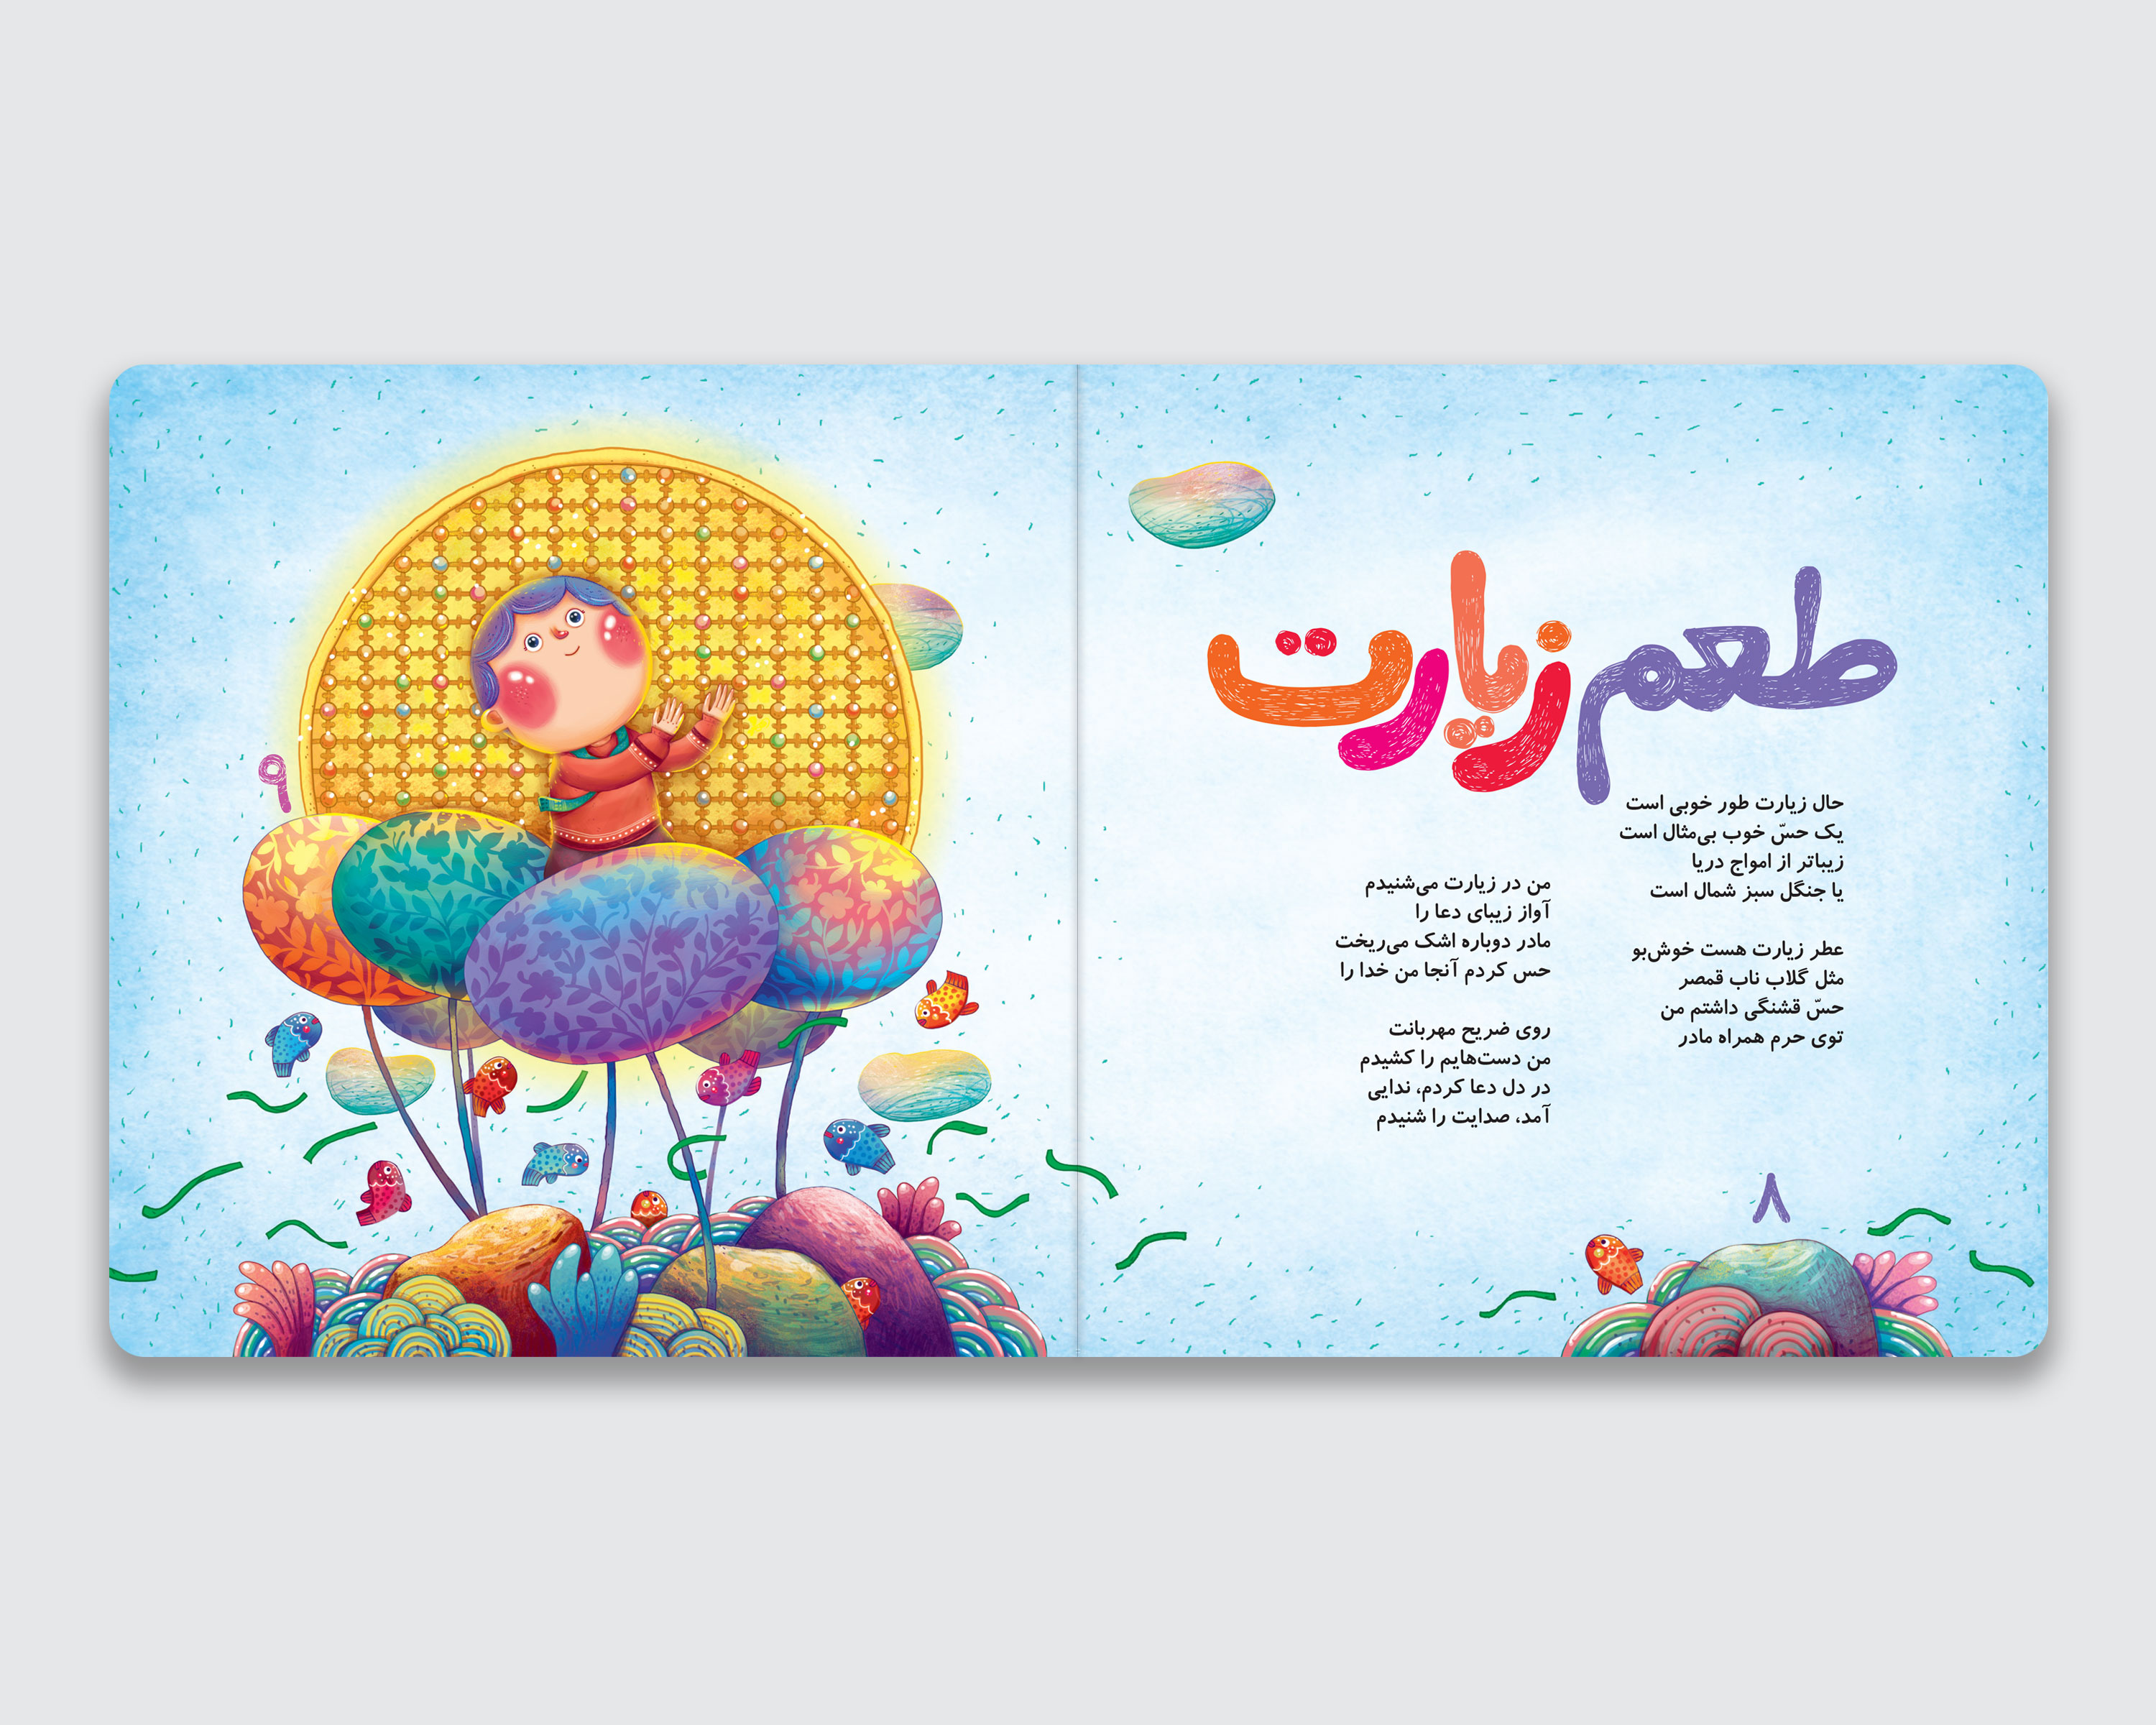 طعم زیارت
حال زیارت طور خوبی است
یک حسّ خوب بی‌مثال است
زیباتر از امواج دریا
یا جنگل سبز شمال است
عطر زیارت هست خوش‌بو
مثل گلاب ناب قمصر
حسّ قشنگی داشتم من
توی حرم همراه مادر
من در زیارت می‌شنیدم
آواز زیبای دعا را
مادر دوباره اشک می‌ریخت
حس کردم آنجا من خدا را
روی ضریح مهربانت
من دست‌هایم را کشیدم
در دل دعا کردم، ندایی
آمد، صدایت را شنیدم
۸
۹